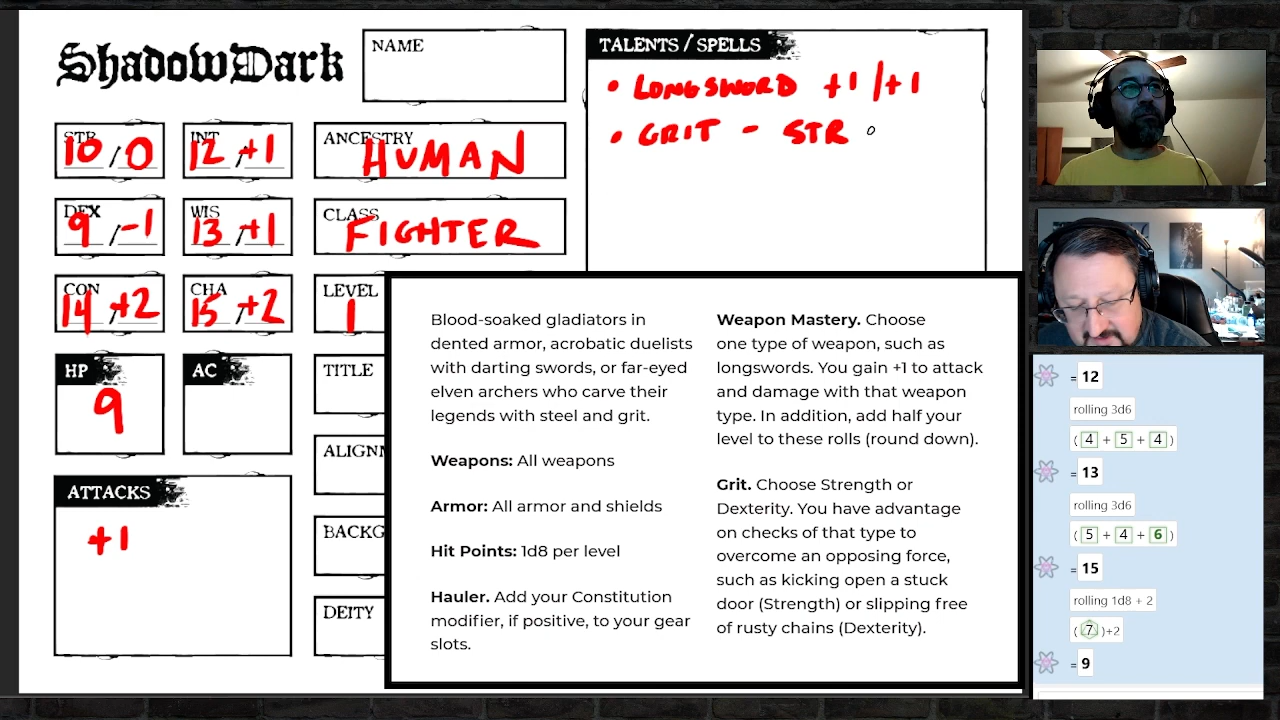 ShadowDark
NAME
STR
10 / 0
INT
12 / +1
ANCESTRY
HUMAN
DEX
9 / -1
WIS
13 / +1
CLASS
FIGHTER
CON
14 / +2
CHA
15 / +2
LEVEL
1
HP
9
AC
TITLE
ALIGN
ATTACKS
+1
BACKG
DEITY
TALENTS / SPELLS
• LONGSWORD +1 / +1
• GRIT - STR
Blood-soaked gladiators in
dented armor, acrobatic duelists
with darting swords, or far-eyed
elven archers who carve their
legends with steel and grit.
Weapons: All weapons
Armor: All armor and shields
Hit Points: 1d8 per level
Hauler. Add your Constitution
modifier, if positive, to your gear
slots.
Weapon Mastery. Choose
one type of weapon, such as
longswords. You gain +1 to attack
and damage with that weapon
type. In addition, add half your
level to these rolls (round down).
Grit. Choose Strength or
Dexterity. You have advantage
on checks of that type to
overcome an opposing force,
such as kicking open a stuck
door (Strength) or slipping free
of rusty chains (Dexterity).
= 12
rolling 3d6
( 4 + 5 + 4 )
= 13
rolling 3d6
( 5 + 4 + 6 )
= 15
rolling 1d8 + 2
( 7 )+2
= 9